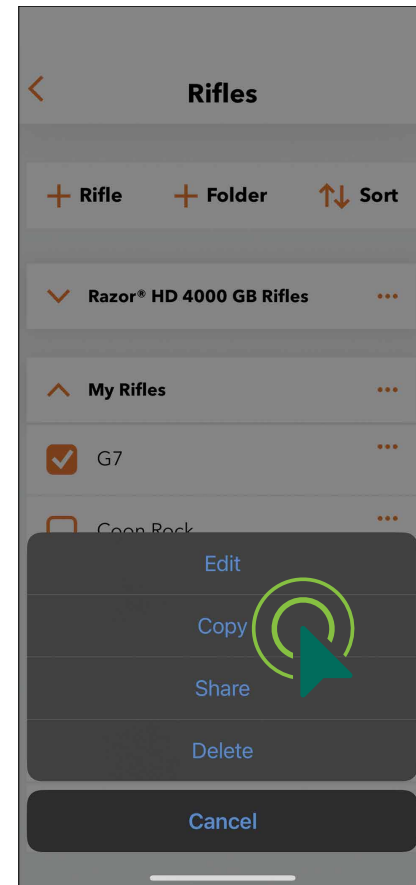 Rifles
Rifle Folder Sort
Razor® HD 4000 GB Rifles
My Rifles
G7
Coon Rock
Edit
Copy
Share
Delete
Cancel